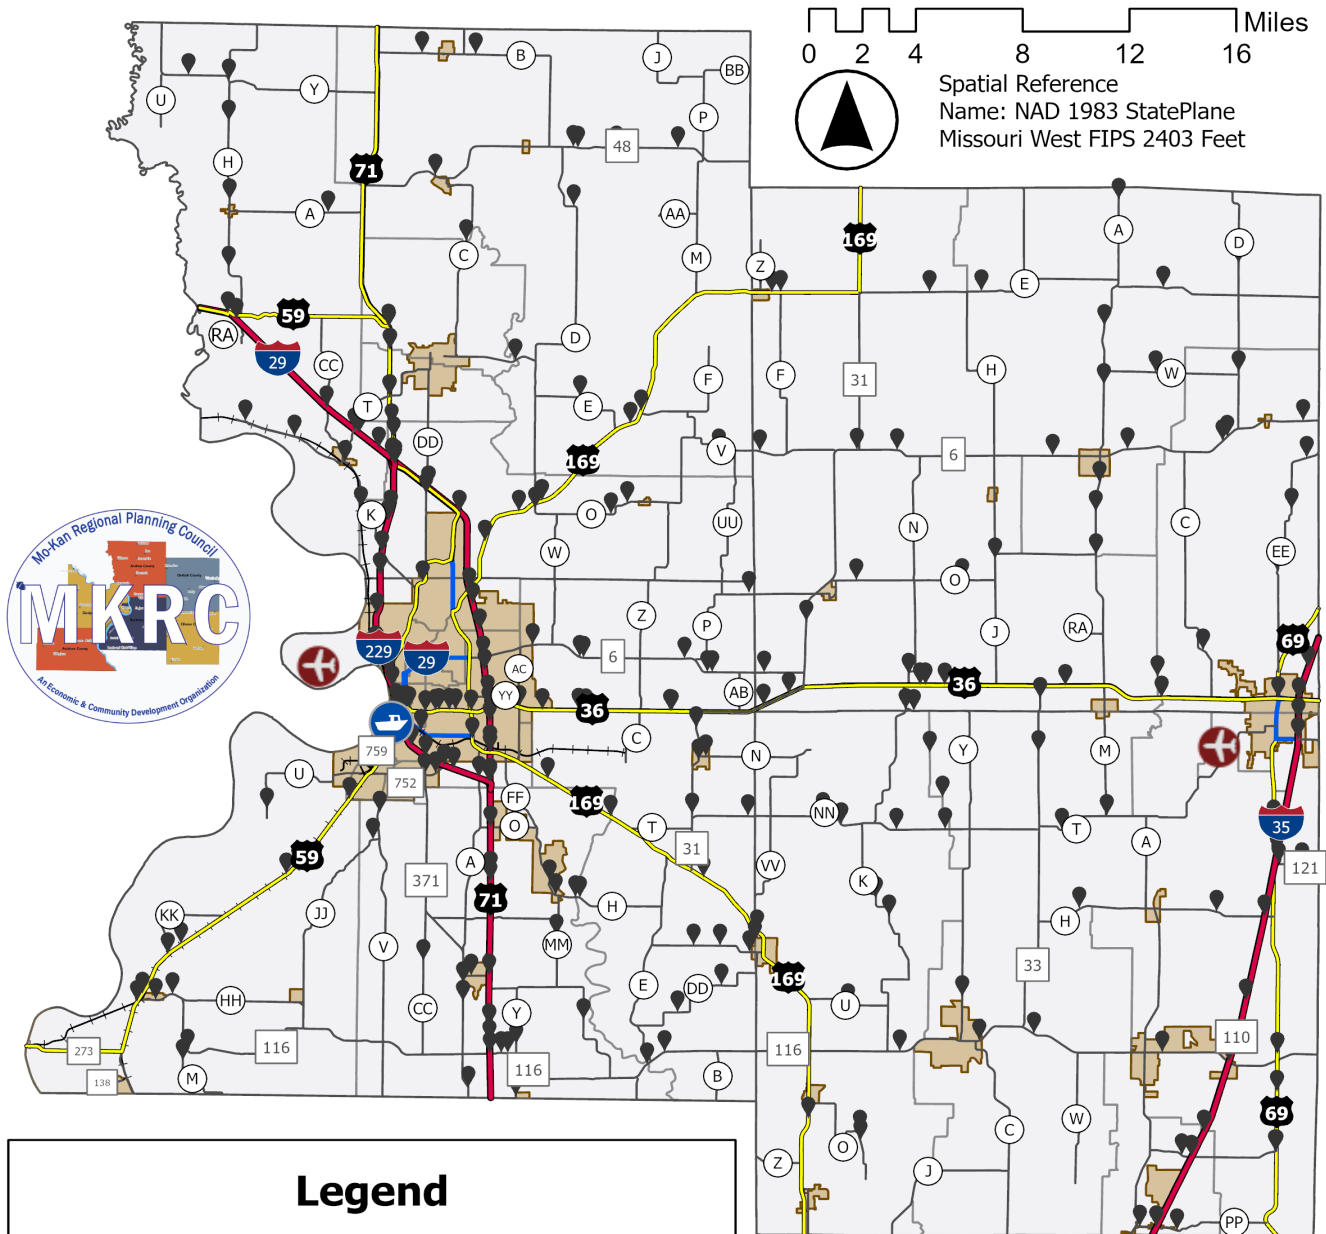 Miles
0 2 4 8 12 16
Spatial Reference
Name: NAD 1983 StatePlane
Missouri West FIPS 2403 Feet
B
J
BB
U
Y
P
H
48
71
A
AA
C
M
Z
169
A
D
E
59
RA
29
CC
D
T
E
F
F
31
H
W
DD
169
V
6
K
O
UU
N
C
W
EE
O
Mo-Kan Regional Planning Council
MKRC
An Economic & Community Development Organization
Z
P
J
RA
69
229
29
6
AC
YY
AB
36
36
759
C
N
Y
M
U
752
FF
169
NN
O
T
31
T
A
35
59
A
VV
121
371
71
K
H
KK
JJ
H
V
MM
33
169
E
DD
HH
CC
Y
U
116
273
116
110
138
M
116
B
69
W
C
O
Z
J
PP
Legend